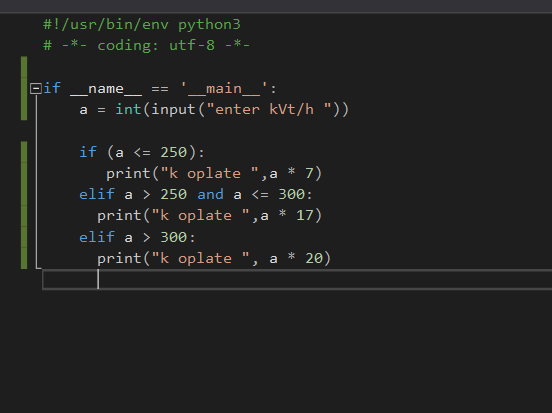 #!/usr/bin/env python3
# -*- coding: utf-8 -*-
if __name__ == '__main__':
a = int(input("enter kVt/h "))
if (a <= 250):
print("k oplate ",a * 7)
elif a > 250 and a <= 300:
print("k oplate ",a * 17)
elif a > 300:
print("k oplate ", a * 20)